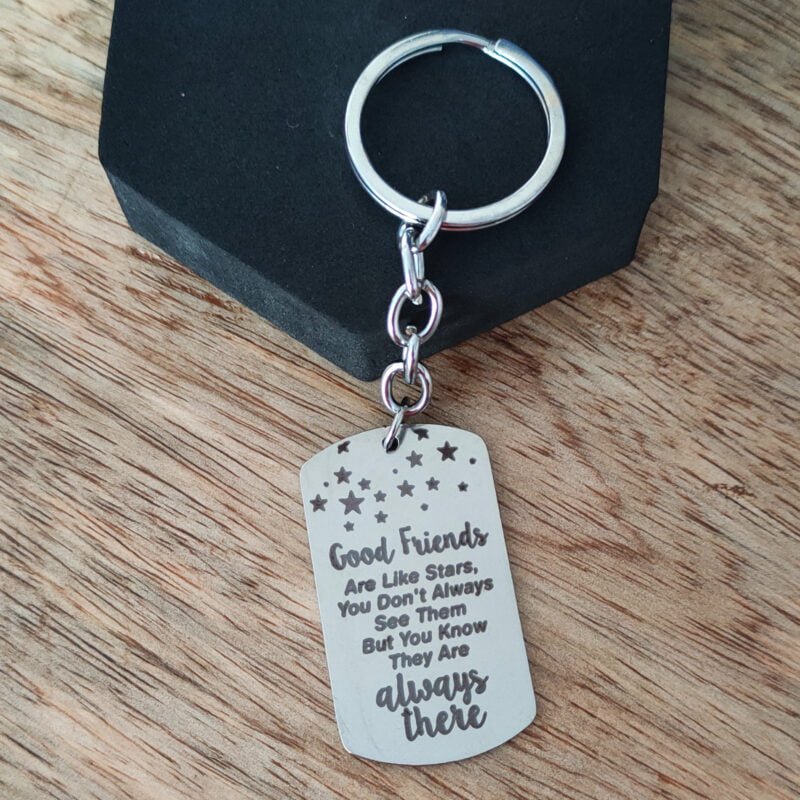 Good Friends
Are Like Stars,
You Don't Always
See Them
But You Know
They Are
always
there